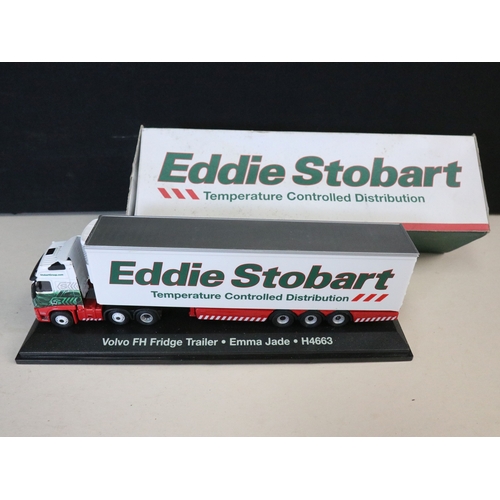 Eddie Stobart
Temperature Controlled Distribution
Eddie Stobart
Temperature Controlled Distribution
Volvo FH Fridge Trailer • Emma Jade • H4663